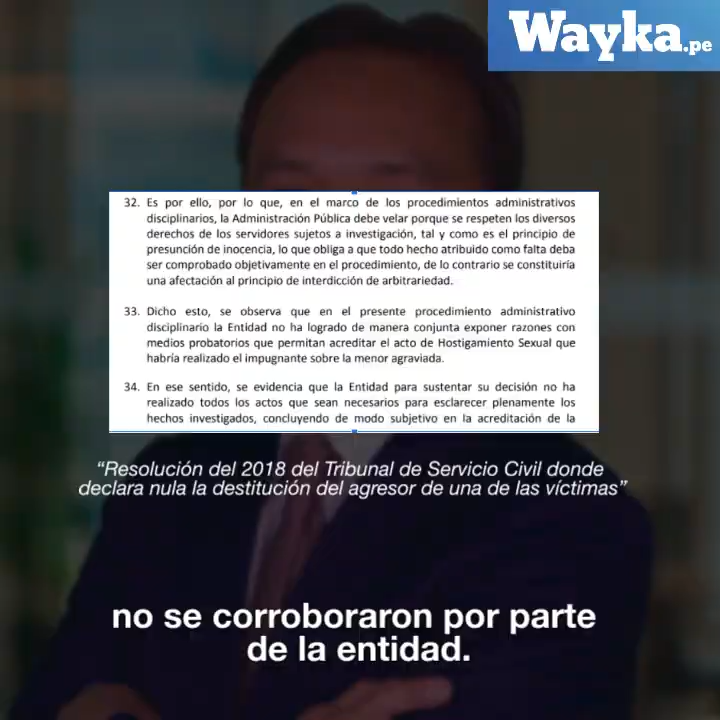 Wayka.pe
32. Es por ello, por lo que, en el marco de los procedimientos administrativos
disciplinarios, la Administración Pública debe velar porque se respeten los diversos
derechos de los servidores sujetos a investigación, tal y como es el principio de
presunción de inocencia, lo que obliga a que todo hecho atribuido como falta deba
ser comprobado objetivamente en el procedimiento, de lo contrario se constituiría
una afectación al principio de interdicción de arbitrariedad.
33. Dicho esto, se observa que en el presente procedimiento administrativo
disciplinario la Entidad no ha logrado de manera conjunta exponer razones con
medios probatorios que permitan acreditar el acto de Hostigamiento Sexual que
habría realizado el impugnante sobre la menor agraviada.
34. En ese sentido, se evidencia que la Entidad para sustentar su decisión no ha
realizado todos los actos que sean necesarios para esclarecer plenamente los
hechos investigados, concluyendo de modo subjetivo en la acreditación de la
“Resolución del 2018 del Tribunal de Servicio Civil donde
declara nula la destitución del agresor de una de las víctimas”
no se corroboraron por parte
de la entidad.